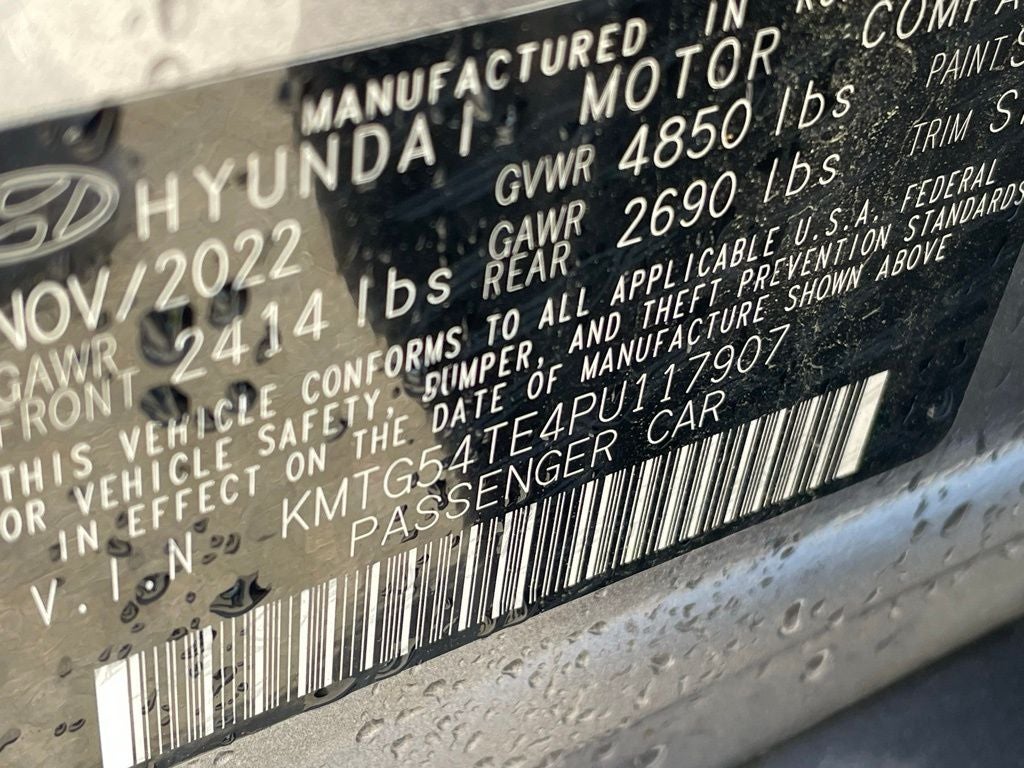 MANUFACTURED IN
HYUNDAI MOTOR
NOV/2022 GVWR 4850 lbs
GAWR FRONT 2414 lbs GAWR REAR 2690 lbs TRIM
THIS VEHICLE CONFORMS TO ALL APPLICABLE U.S.A. FEDERAL
OR VEHICLE SAFETY, BUMPER, AND THEFT PREVENTION STANDARDS
IN EFFECT ON THE DATE OF MANUFACTURE SHOWN ABOVE
V.I.N KMTG54TE4PU117907
PASSENGER CAR